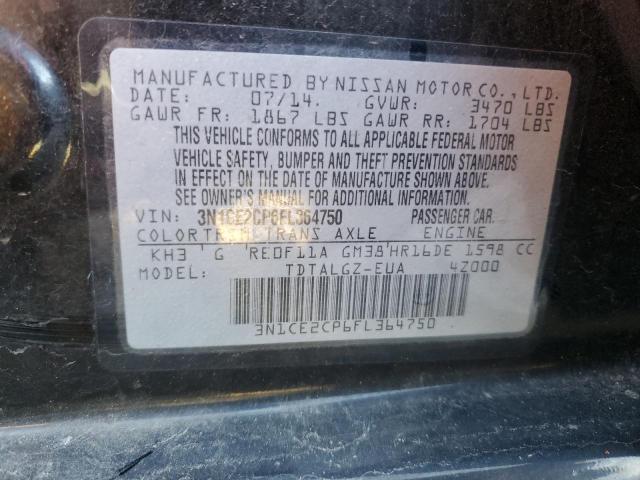 MANUFACTURED BY NISSAN MOTOR CO., LTD.
DATE: 07/14. GVWR: 3470 LBS
GAWR FR: 1867 LBS GAWR RR: 1704 LBS
THIS VEHICLE CONFORMS TO ALL APPLICABLE FEDERAL MOTOR
VEHICLE SAFETY, BUMPER AND THEFT PREVENTION STANDARDS
IN EFFECT ON THE DATE OF MANUFACTURE SHOWN ABOVE.
SEE OWNER'S MANUAL FOR ADDITIONAL INFORMATION.
VIN: 3N1CE2CP6FL364750 PASSENGER CAR.
COLOR TRIM TRANS AXLE ENGINE
KH3 G RE0F11A GM38 HR16DE 1598 CC
MODEL: TDTALGZ-EUA 4Z000
3N1CE2CP6FL364750